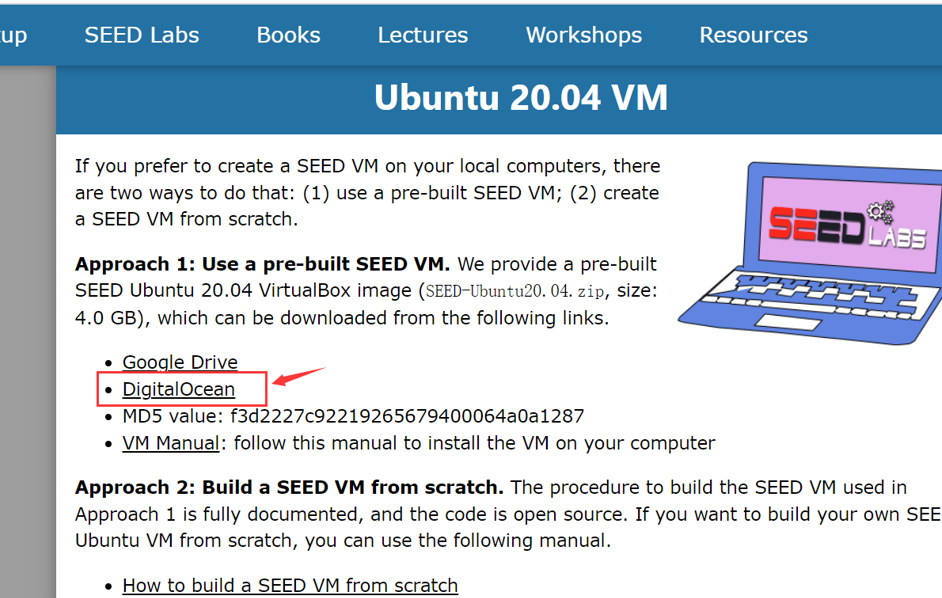 up SEED Labs Books Lectures Workshops Resources
Ubuntu 20.04 VM
If you prefer to create a SEED VM on your local computers, there
are two ways to do that: (1) use a pre-built SEED VM; (2) create
a SEED VM from scratch.
SEED LABS
Approach 1: Use a pre-built SEED VM. We provide a pre-built
SEED Ubuntu 20.04 VirtualBox image (SEED-Ubuntu20.04.zip, size:
4.0 GB), which can be downloaded from the following links.
• Google Drive
• DigitalOcean
• MD5 value: f3d2227c92219265679400064a0a1287
• VM Manual: follow this manual to install the VM on your computer
Approach 2: Build a SEED VM from scratch. The procedure to build the SEED VM used in
Approach 1 is fully documented, and the code is open source. If you want to build your own SEE
Ubuntu VM from scratch, you can use the following manual.
• How to build a SEED VM from scratch